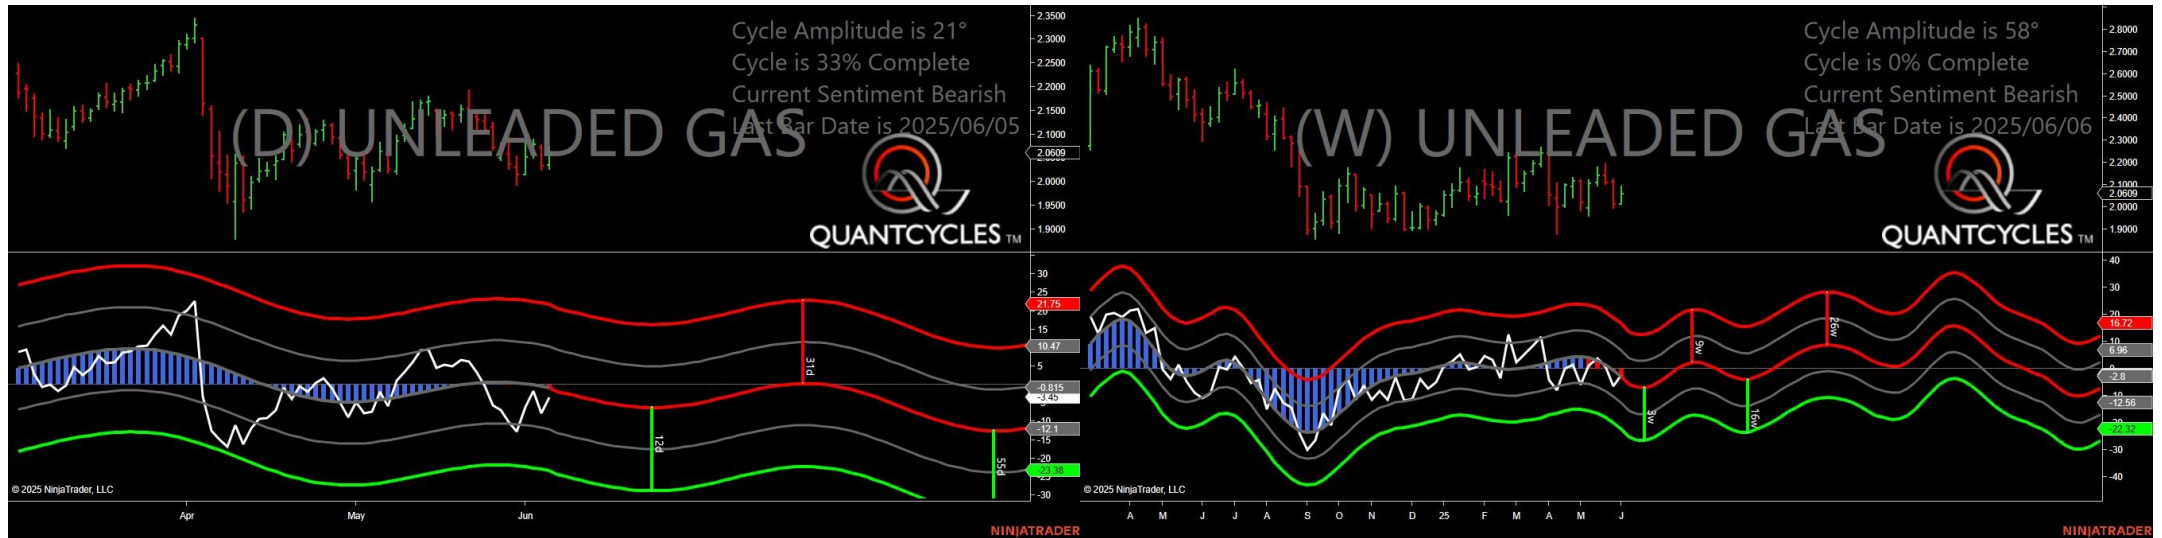 Cycle Amplitude is 21°
Cycle is 33% Complete
Current Sentiment Bearish
Last Bar Date is 2025/06/05
(D) UNLEADED GAS
QUANTCYCLES TM
2.3500
2.3000
2.2500
2.2000
2.1500
2.1000
2.0609
2.0000
1.9500
1.9000
30
25
21.75
20
15
10.47
5
-0.815
-3.45
-12.1
-15
-20
-23.38
-25
-30
12d
31d
55d
© 2025 NinjaTrader, LLC
Apr
May
Jun
NINJATRADER
Cycle Amplitude is 58°
Cycle is 0% Complete
Current Sentiment Bearish
Last Bar Date is 2025/06/06
(W) UNLEADED GAS
QUANTCYCLES TM
2.8000
2.7000
2.6000
2.5000
2.4000
2.3000
2.2000
2.1000
2.0609
2.0000
1.9000
40
30
20
16.72
10
6.96
-2.8
-12.56
-22.32
-30
-40
3w
9w
16w
26w
© 2025 NinjaTrader, LLC
A M J J A S O N D 25 F M A M J
NINJATRADER